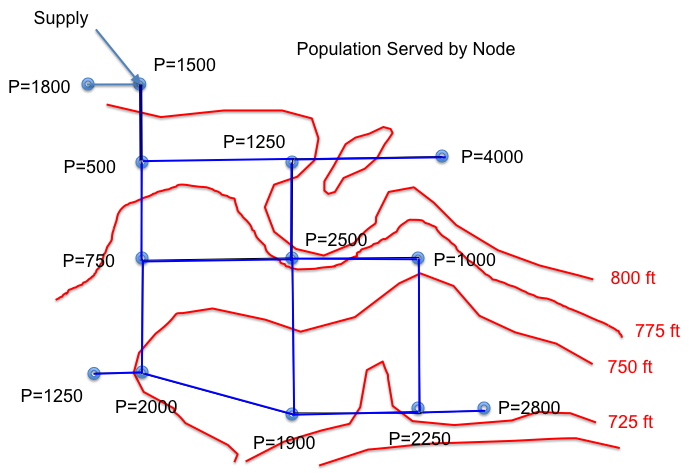 Supply
Population Served by Node
P=1500
P=1800
P=1250
P=500
P=4000
P=2500
P=750
P=1000
800 ft
775 ft
750 ft
P=1250
P=2000
P=2800
725 ft
P=1900
P=2250